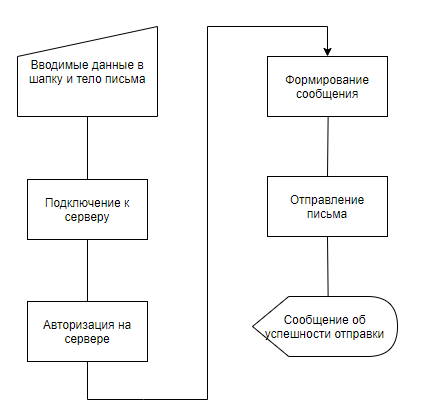 Вводимые данные в
шапку и тело письма
Подключение к
серверу
Авторизация на
сервере
Формирование
сообщения
Отправление
письма
Сообщение об
успешности отправки